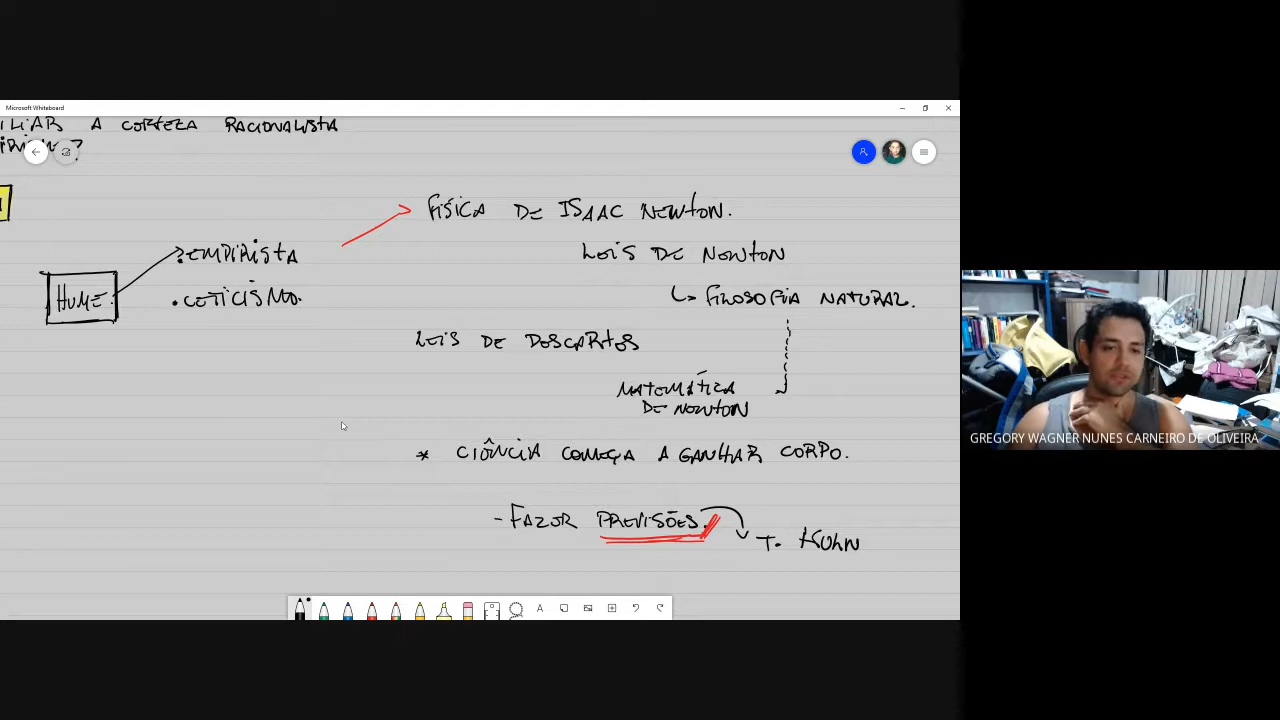 Microsoft Whiteboard
ILIAR A CERTEZA RACIONALISTA
?
FÍSICA DE ISAAC NEWTON.
LEIS DE NEWTON
EMPIRISTA
HUME.
. CETICISMO.
↳ FILOSOFIA NATURAL.
LEIS DE DESCARTES
MATEMÁTICA
DE NEWTON
* CIÊNCIA COMEÇA A GANHAR CORPO.
- FAZER PREVISÕES.
T. KUHN
A
GREGORY WAGNER NUNES CARNEIRO DE OLIVEIRA